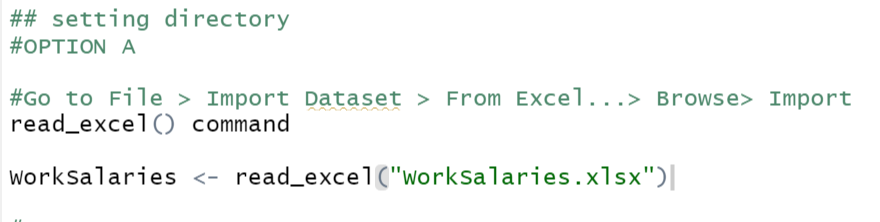 ## setting directory
#OPTION A
#Go to File > Import Dataset > From Excel...> Browse> Import
read_excel() command
WorkSalaries <- read_excel("WorkSalaries.xlsx")